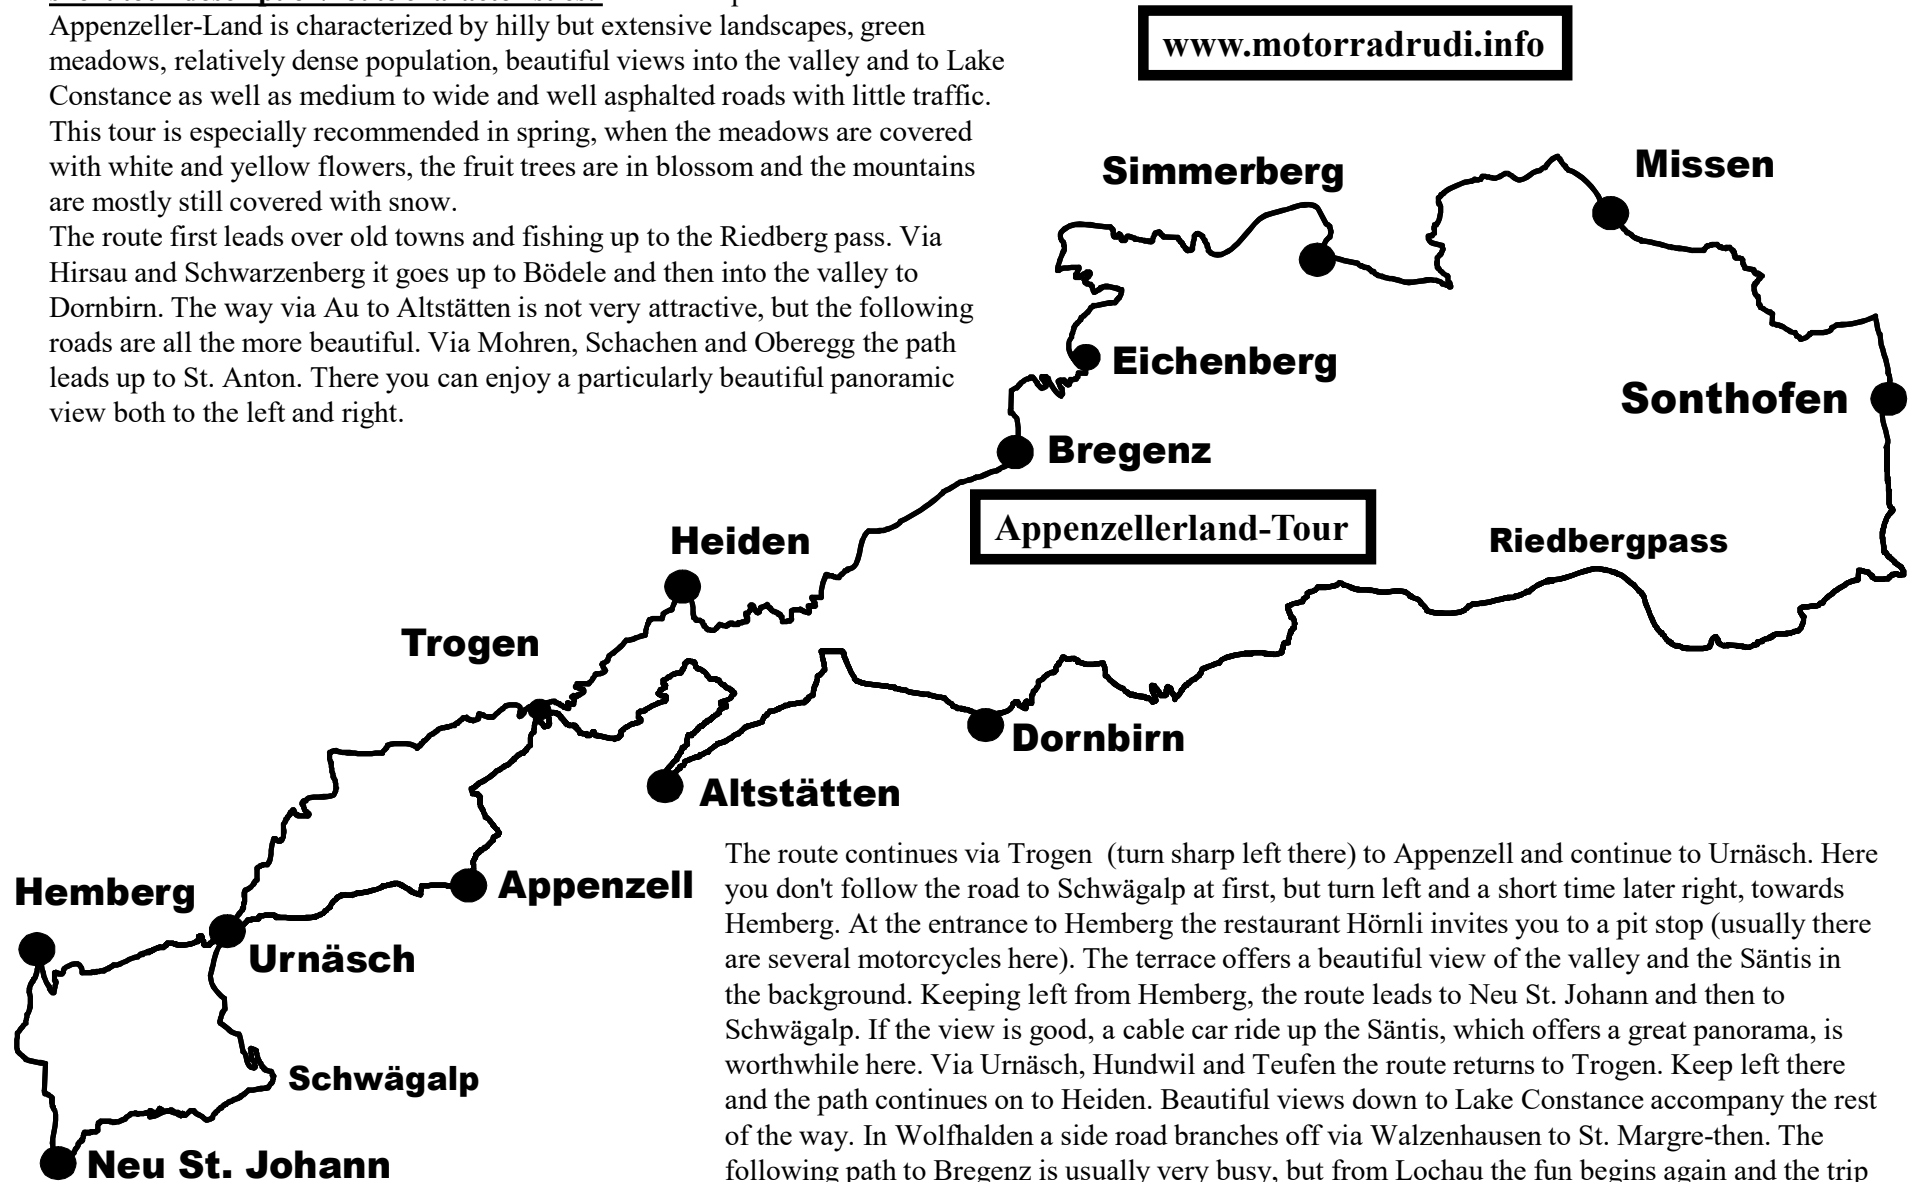 Appenzeller-Land is characterized by hilly but extensive landscapes, green
meadows, relatively dense population, beautiful views into the valley and to Lake
Constance as well as medium to wide and well asphalted roads with little traffic.
This tour is especially recommended in spring, when the meadows are covered
with white and yellow flowers, the fruit trees are in blossom and the mountains
are mostly still covered with snow.
The route first leads over old towns and fishing up to the Riedberg pass. Via
Hirsau and Schwarzenberg it goes up to Bödele and then into the valley to
Dornbirn. The way via Au to Altstätten is not very attractive, but the following
roads are all the more beautiful. Via Mohren, Schachen and Oberegg the path
leads up to St. Anton. There you can enjoy a particularly beautiful panoramic
view both to the left and right.
www.motorradrudi.info
Simmerberg
Missen
Eichenberg
Sonthofen
Bregenz
Appenzellerland-Tour
Riedbergpass
Heiden
Trogen
Dornbirn
Altstätten
Appenzell
Hemberg
Urnäsch
Schwägalp
Neu St. Johann
The route continues via Trogen (turn sharp left there) to Appenzell and continue to Urnäsch. Here
you don't follow the road to Schwägalp at first, but turn left and a short time later right, towards
Hemberg. At the entrance to Hemberg the restaurant Hörnli invites you to a pit stop (usually there
are several motorcycles here). The terrace offers a beautiful view of the valley and the Säntis in
the background. Keeping left from Hemberg, the route leads to Neu St. Johann and then to
Schwägalp. If the view is good, a cable car ride up the Säntis, which offers a great panorama, is
worthwhile here. Via Urnäsch, Hundwil and Teufen the route returns to Trogen. Keep left there
and the path continues on to Heiden. Beautiful views down to Lake Constance accompany the rest
of the way. In Wolfhalden a side road branches off via Walzenhausen to St. Margre-then. The
following path to Bregenz is usually very busy, but from Lochau the fun begins again and the trip